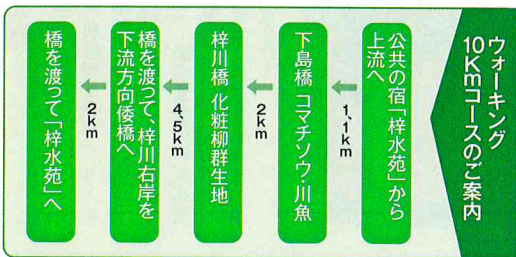 ウォーキング
10Kmコースのご案内
公共の宿「梓水苑」から
上流へ
1,1km
下島橋 コマチソウ・川魚
2km
梓川橋 化粧柳群生地
4,5km
橋を渡って、梓川右岸を
下流方向倭橋へ
2km
橋を渡って「梓水苑」へ